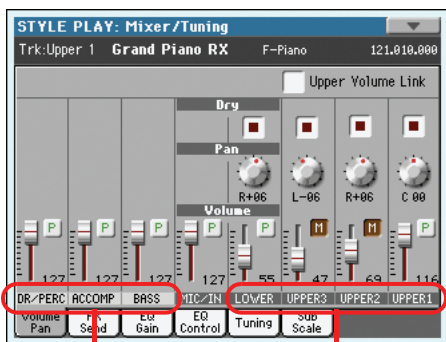 STYLE PLAY: Mixer/Tuning
Trk:Upper 1 Grand Piano RX F-Piano 121.010.000
Upper Volume Link
Dry
Pan
R+06 L-06 R+06 C 00
Volume
P P P P P M M P
127 127 127 127 55 47 69 116
DR/PERC ACCOMP BASS MIC/IN LOWER UPPER3 UPPER2 UPPER1
Volume Pan
FX Send
EQ Gain
EQ Control
Tuning
Sub Scale